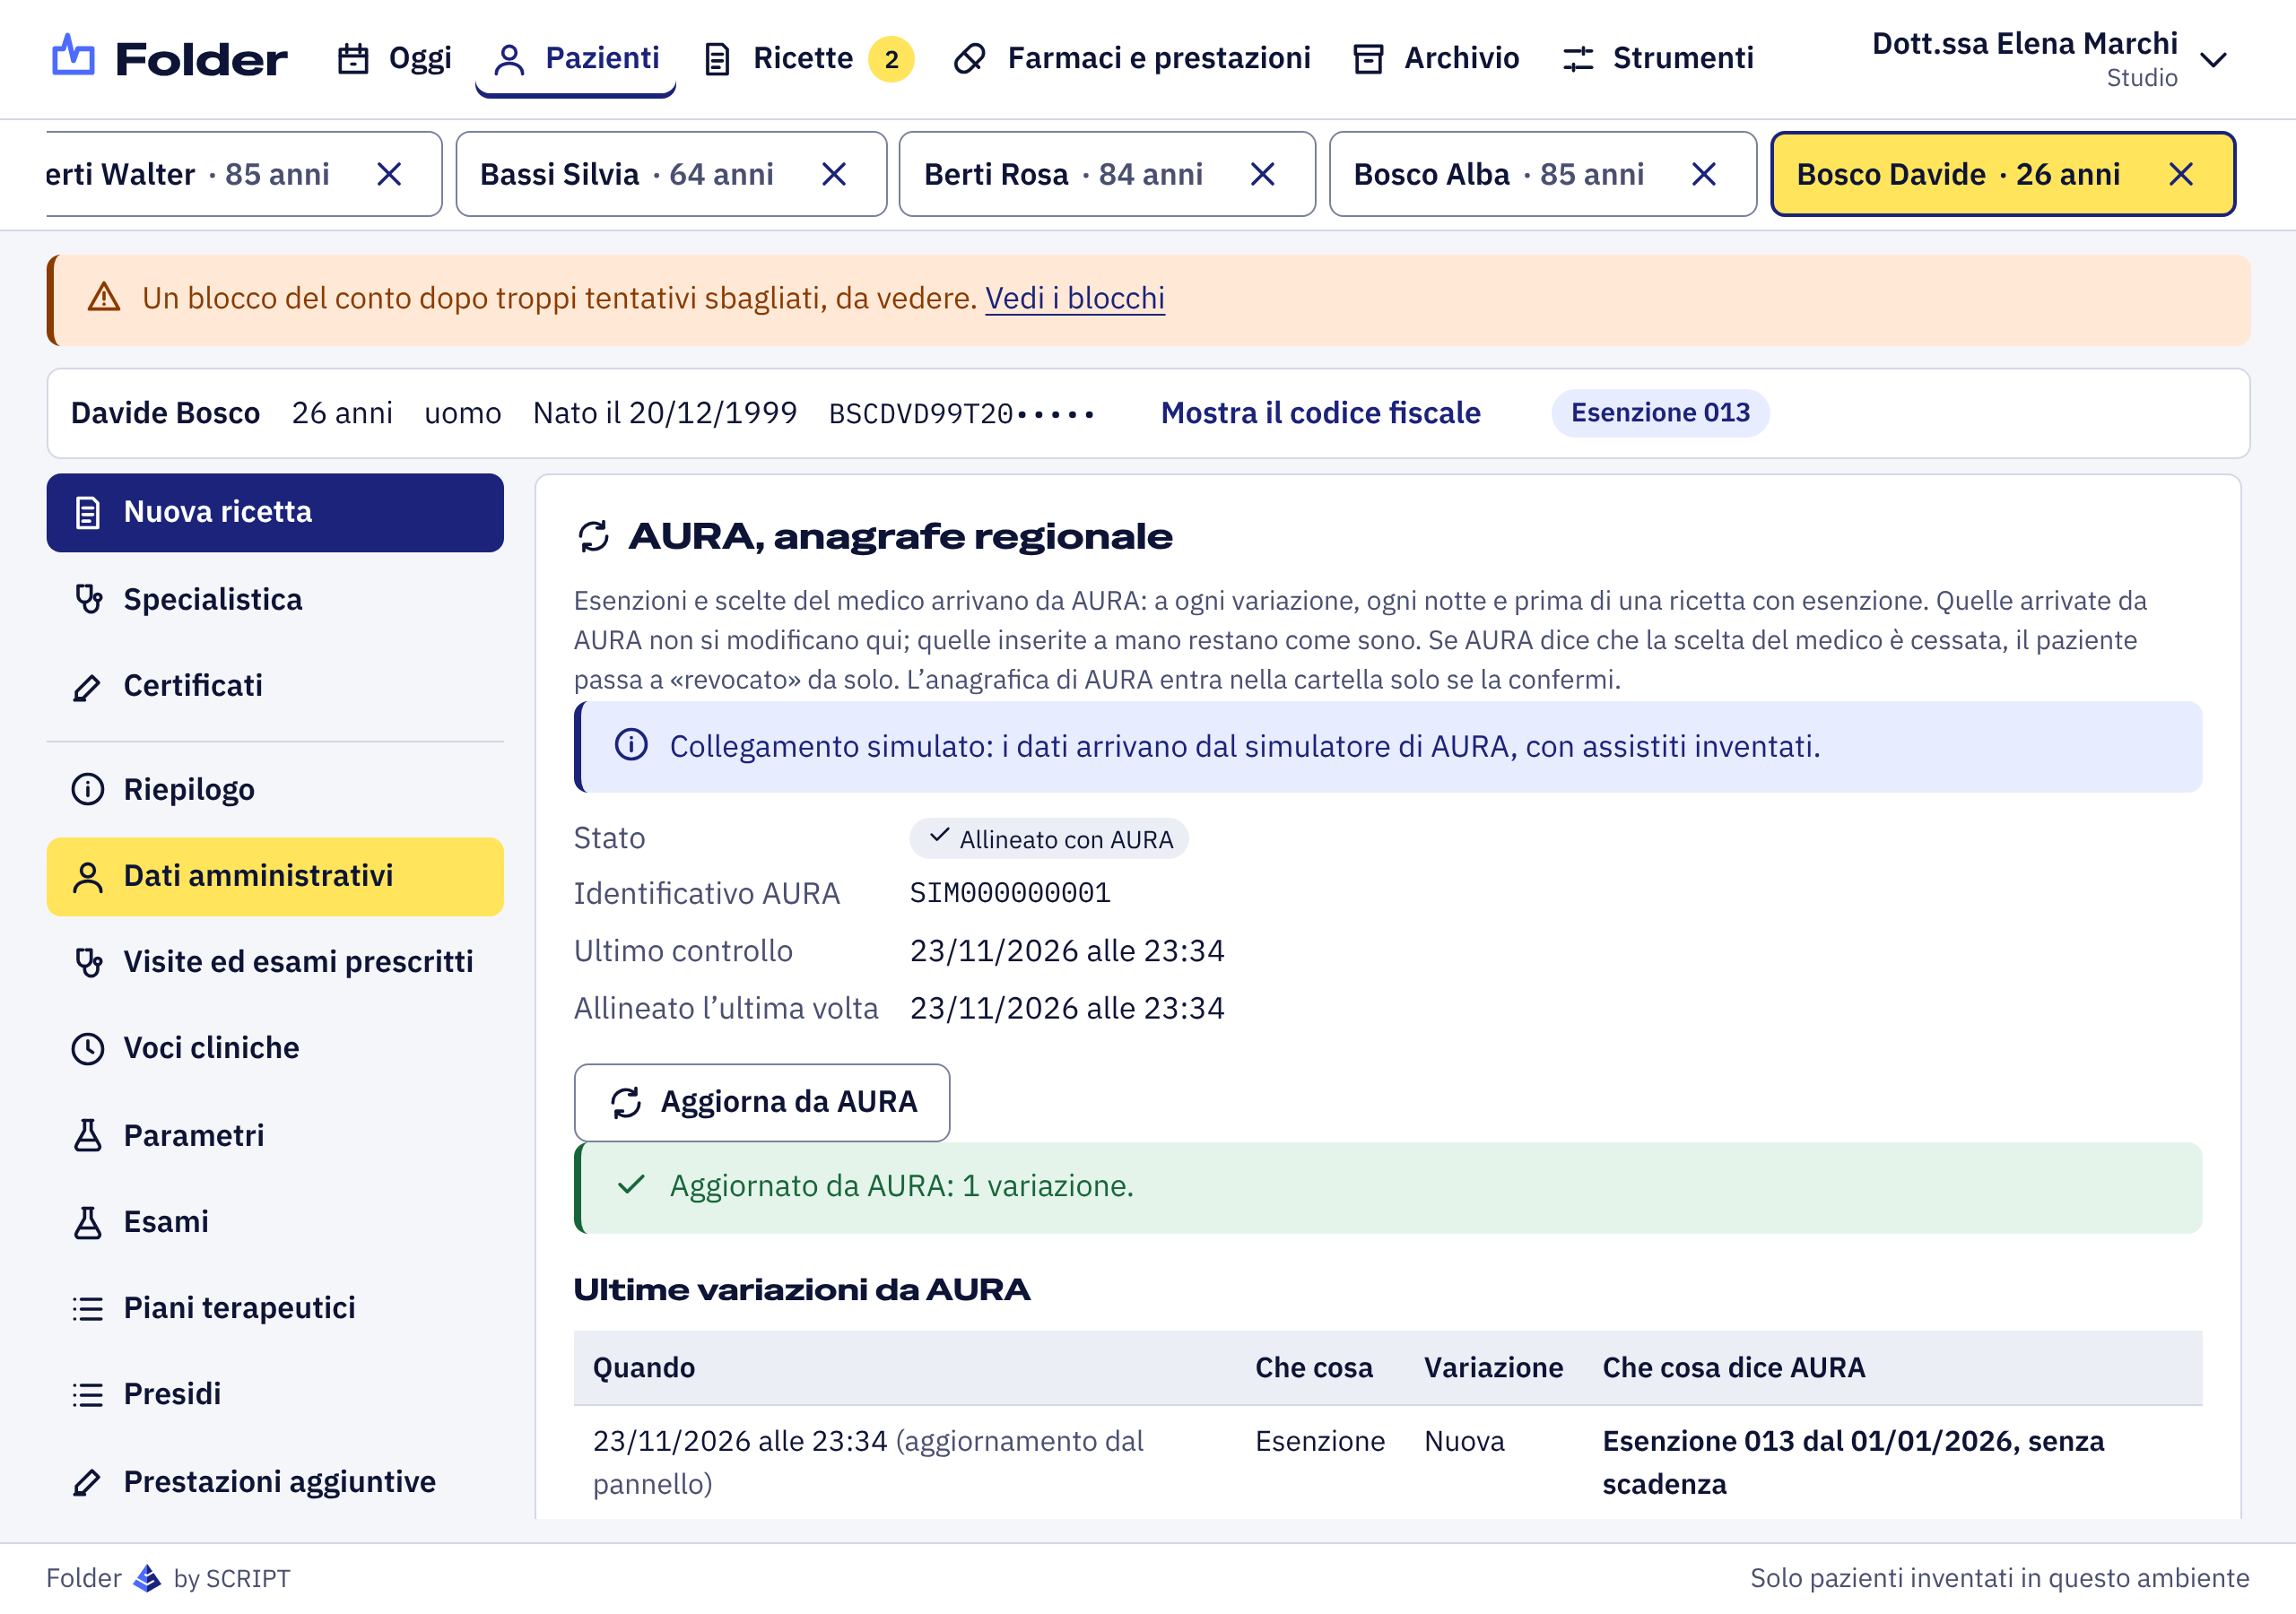 Folder
Oggi
Pazienti
Ricette 2
Farmaci e prestazioni
Archivio
Strumenti
Dott.ssa Elena Marchi
Studio
erti Walter · 85 anni
Bassi Silvia · 64 anni
Berti Rosa · 84 anni
Bosco Alba · 85 anni
Bosco Davide · 26 anni
Un blocco del conto dopo troppi tentativi sbagliati, da vedere. Vedi i blocchi
Davide Bosco 26 anni uomo Nato il 20/12/1999 BSCDVD99T20••••• Mostra il codice fiscale Esenzione 013
Nuova ricetta
Specialistica
Certificati
Riepilogo
Dati amministrativi
Visite ed esami prescritti
Voci cliniche
Parametri
Esami
Piani terapeutici
Presidi
Prestazioni aggiuntive
AURA, anagrafe regionale
Esenzioni e scelte del medico arrivano da AURA: a ogni variazione, ogni notte e prima di una ricetta con esenzione. Quelle arrivate da
AURA non si modificano qui; quelle inserite a mano restano come sono. Se AURA dice che la scelta del medico è cessata, il paziente
passa a «revocato» da solo. L’anagrafica di AURA entra nella cartella solo se la confermi.
Collegamento simulato: i dati arrivano dal simulatore di AURA, con assistiti inventati.
Stato Allineato con AURA
Identificativo AURA SIM000000001
Ultimo controllo 23/11/2026 alle 23:34
Allineato l’ultima volta 23/11/2026 alle 23:34
Aggiorna da AURA
Aggiornato da AURA: 1 variazione.
Ultime variazioni da AURA
Quando Che cosa Variazione Che cosa dice AURA
23/11/2026 alle 23:34 (aggiornamento dal Esenzione Nuova Esenzione 013 dal 01/01/2026, senza
pannello) scadenza
Folder by SCRIPT
Solo pazienti inventati in questo ambiente